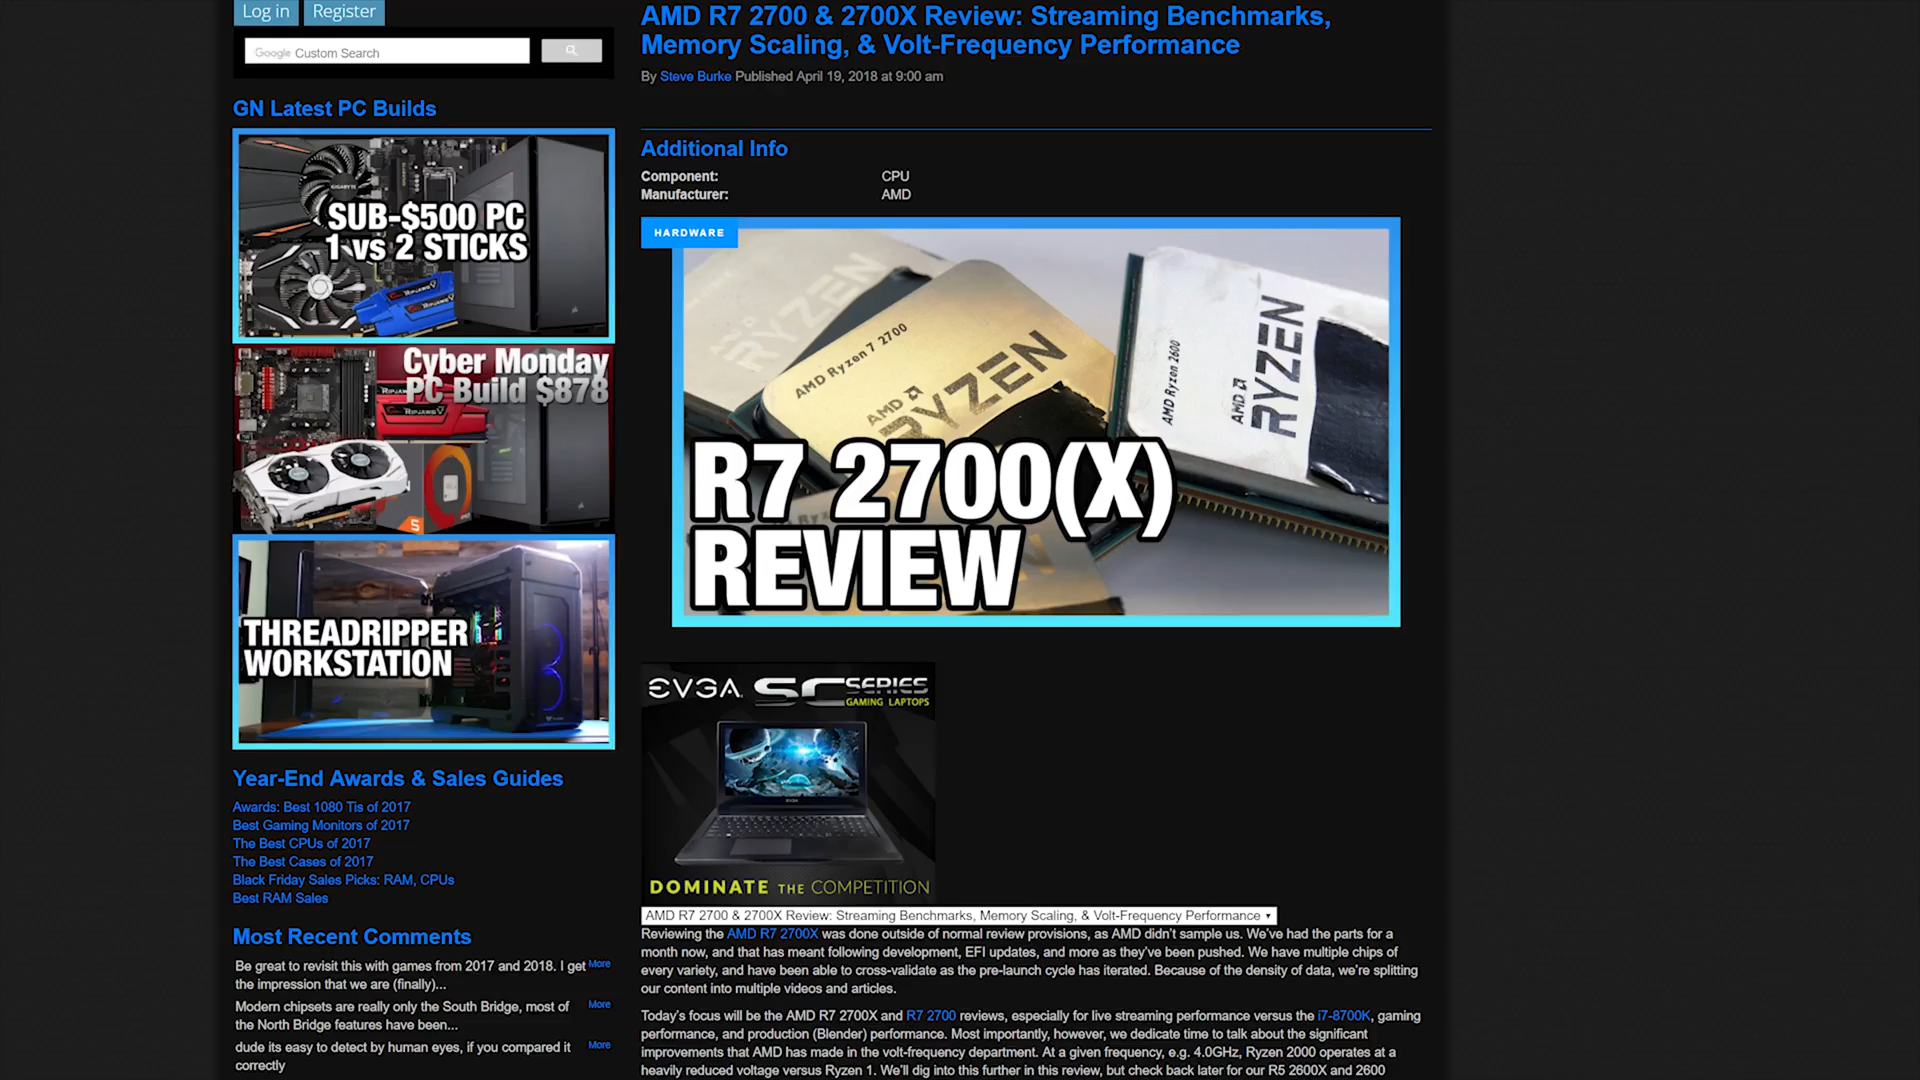 Log in Register
Google Custom Search
GN Latest PC Builds
GIGABYTE
SUB-$500 PC
1 vs 2 STICKS
RIPJAWS
RIPJAWS
Cyber Monday
PC Build $878
RIPJAWS
RIPJAWS
5
THREADRIPPER
WORKSTATION
Year-End Awards & Sales Guides
Awards: Best 1080 Tis of 2017
Best Gaming Monitors of 2017
The Best CPUs of 2017
The Best Cases of 2017
Black Friday Sales Picks: RAM, CPUs
Best RAM Sales
Most Recent Comments
Be great to revisit this with games from 2017 and 2018. I get More
the impression that we are (finally)...
Modern chipsets are really only the South Bridge, most of More
the North Bridge features have been...
dude its easy to detect by human eyes, if you compared it More
correctly
AMD R7 2700 & 2700X Review: Streaming Benchmarks,
Memory Scaling, & Volt-Frequency Performance
By Steve Burke Published April 19, 2018 at 9:00 am
Additional Info
Component: CPU
Manufacturer: AMD
HARDWARE
RYZEN
AMD Ryzen 7 2700
AMD
RYZEN
AMD Ryzen 2600
AMD
RYZEN
R7 2700(X)
REVIEW
EVGA SC SERIES
GAMING LAPTOPS
EVGA
DOMINATE THE COMPETITION
AMD R7 2700 & 2700X Review: Streaming Benchmarks, Memory Scaling, & Volt-Frequency Performance
Reviewing the AMD R7 2700X was done outside of normal review provisions, as AMD didn't sample us. We've had the parts for a
month now, and that has meant following development, EFI updates, and more as they've been pushed. We have multiple chips of
every variety, and have been able to cross-validate as the pre-launch cycle has iterated. Because of the density of data, we're splitting
our content into multiple videos and articles.
Today's focus will be the AMD R7 2700X and R7 2700 reviews, especially for live streaming performance versus the i7-8700K, gaming
performance, and production (Blender) performance. Most importantly, however, we dedicate time to talk about the significant
improvements that AMD has made in the volt-frequency department. At a given frequency, e.g. 4.0GHz, Ryzen 2000 operates at a
heavily reduced voltage versus Ryzen 1. We'll dig into this further in this review, but check back later for our R5 2600X and 2600